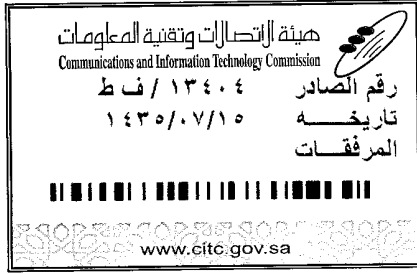 هيئة الاتصالات وتقنية المعلومات
Communications and Information Technology Commission
رقم الصادر ١٣٤٠٤ / ف ط
تاريخه ١٤٣٥/٠٧/١٥
المرفقات
www.citc.gov.sa